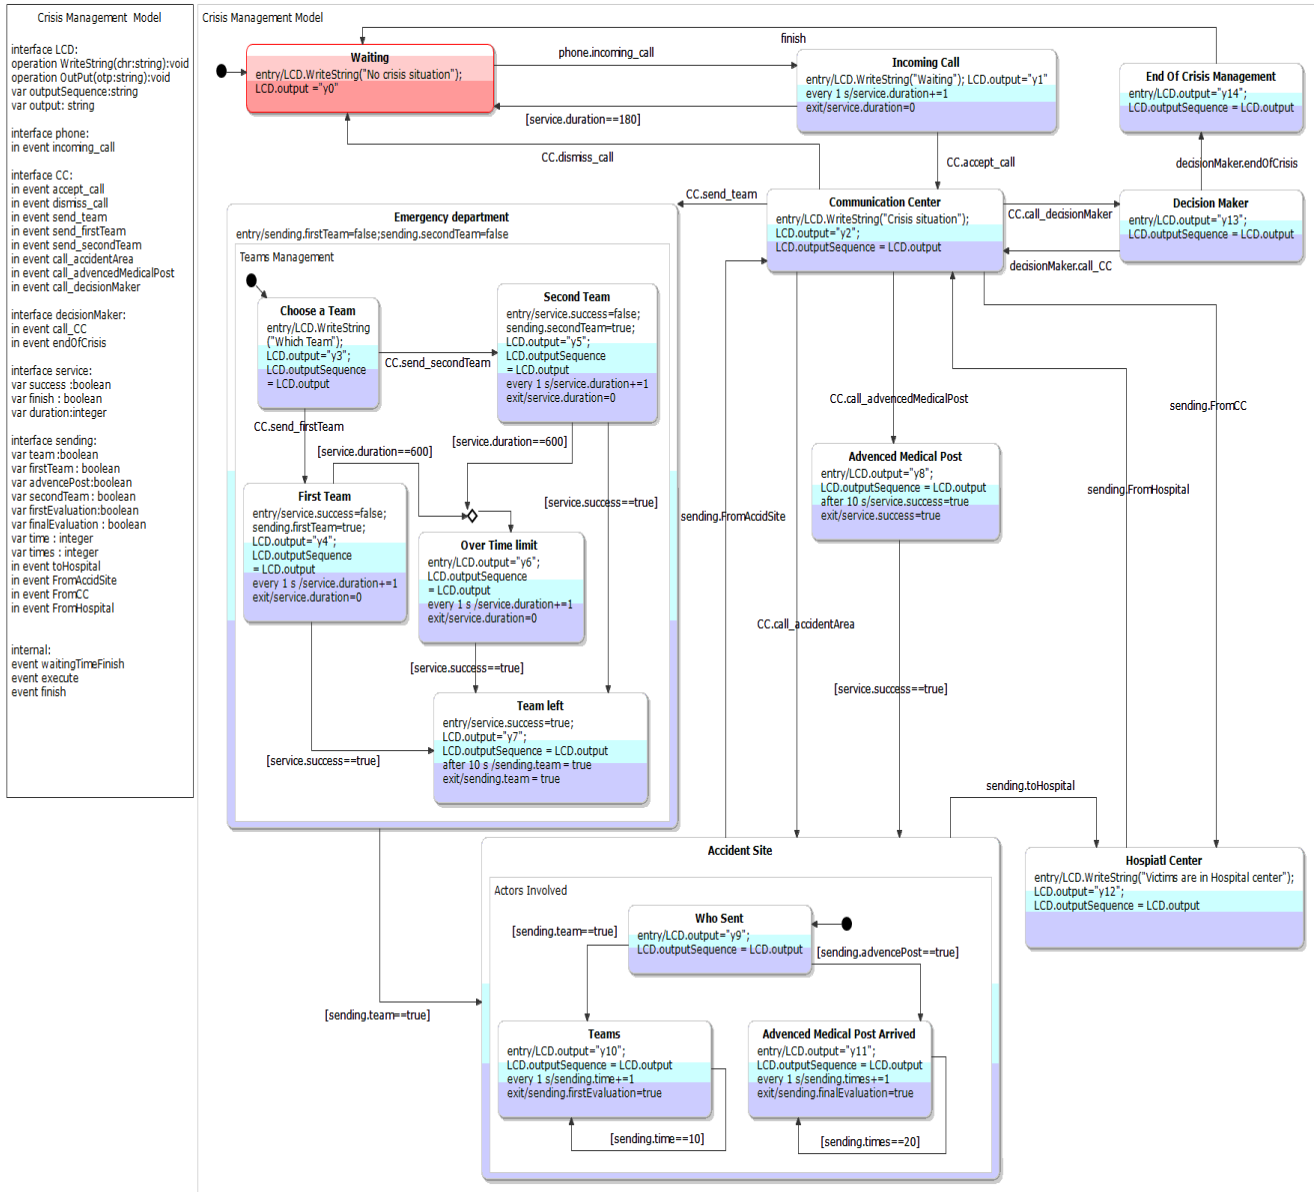 Crisis Management Model
interface LCD:
operation WriteString(chr:string):void
operation OutPut(otp:string):void
var outputSequence:string
var output: string
interface phone:
in event incoming_call
interface CC:
in event accept_call
in event dismiss_call
in event send_team
in event send_firstTeam
in event send_secondTeam
in event call_accidentArea
in event call_advencedMedicalPost
in event call_decisionMaker
interface decisionMaker:
in event call_CC
in event endOfCrisis
interface service:
var success :boolean
var finish : boolean
var duration:integer
interface sending:
var team :boolean
var firstTeam : boolean
var advencePost:boolean
var secondTeam : boolean
var firstEvaluation:boolean
var finalEvaluation : boolean
var time : integer
var times : integer
in event toHospital
in event FromAccidSite
in event FromCC
in event FromHospital
internal:
event waitingTimeFinish
event execute
event finish
Crisis Management Model
Waiting
entry/LCD.WriteString("No crisis situation");
LCD.output ="y0"
phone.incoming_call
finish
[service.duration==180]
CC.dismiss_call
Incoming Call
entry/LCD.WriteString("Waiting"); LCD.output="y1"
every 1 s/service.duration+=1
exit/service.duration=0
CC.accept_call
End Of Crisis Management
entry/LCD.output="y14";
LCD.outputSequence = LCD.output
decisionMaker.endOfCrisis
CC.send_team
Communication Center
entry/LCD.WriteString("Crisis situation");
LCD.output="y2";
LCD.outputSequence = LCD.output
CC.call_decisionMaker
decisionMaker.call_CC
Decision Maker
entry/LCD.output="y13";
LCD.outputSequence = LCD.output
Emergency department
entry/sending.firstTeam=false;sending.secondTeam=false
Teams Management
Choose a Team
entry/LCD.WriteString
("Which Team");
LCD.output="y3";
LCD.outputSequence
= LCD.output
CC.send_secondTeam
CC.send_firstTeam
Second Team
entry/service.success=false;
sending.secondTeam=true;
LCD.output="y5";
LCD.outputSequence
= LCD.output
every 1 s/service.duration+=1
exit/service.duration=0
[service.duration==600]
[service.duration==600]
[service.success==true]
First Team
entry/service.success=false;
sending.firstTeam=true;
LCD.output="y4";
LCD.outputSequence
= LCD.output
every 1 s /service.duration+=1
exit/service.duration=0
Over Time limit
entry/LCD.output="y6";
LCD.outputSequence
= LCD.output
every 1 s /service.duration+=1
exit/service.duration=0
[service.success==true]
[service.success==true]
Team left
entry/service.success=true;
LCD.output="y7";
LCD.outputSequence = LCD.output
after 10 s /sending.team = true
exit/sending.team = true
[sending.team==true]
sending.FromAccidSite
CC.call_accidentArea
CC.call_advencedMedicalPost
Advenced Medical Post
entry/LCD.output="y8";
LCD.outputSequence = LCD.output
after 10 s/service.success=true
exit/service.success=true
[service.success==true]
sending.FromCC
sending.FromHospital
sending.toHospital
Hospiatl Center
entry/LCD.WriteString("Victims are in Hospital center");
LCD.output="y12";
LCD.outputSequence = LCD.output
Accident Site
Actors Involved
Who Sent
entry/LCD.output="y9";
LCD.outputSequence = LCD.output
[sending.team==true]
[sending.advencePost==true]
Teams
entry/LCD.output="y10";
LCD.outputSequence = LCD.output
every 1 s/sending.time+=1
exit/sending.firstEvaluation=true
[sending.time==10]
Advenced Medical Post Arrived
entry/LCD.output="y11";
LCD.outputSequence = LCD.output
every 1 s/sending.times+=1
exit/sending.finalEvaluation=true
[sending.times==20]